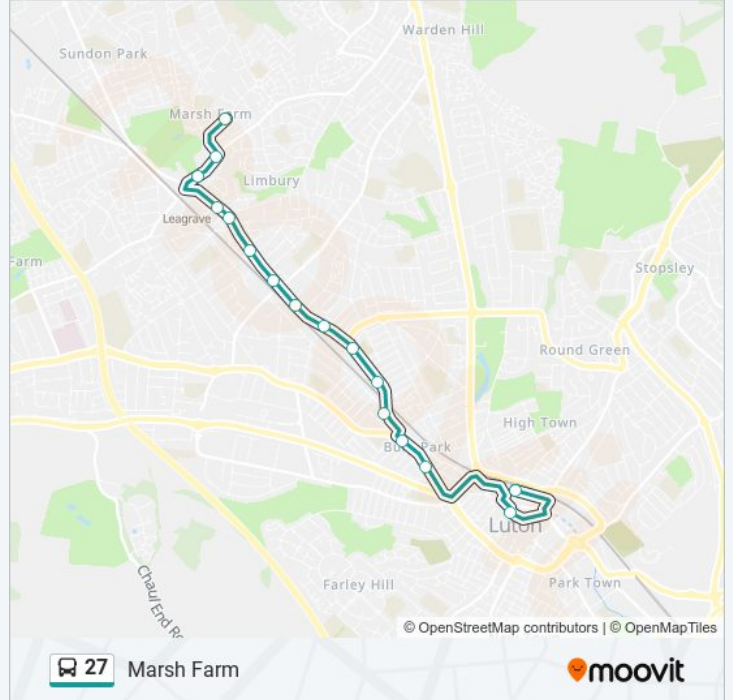 Warden Hill
Sundon Park
Marsh Farm
Limbury
Leagrave
Farm
Stopsley
Round Green
High Town
Bury Park
Luton
Chaul End Ro
Farley Hill
Park Town
© OpenStreetMap contributors | © OpenMapTiles
27 Marsh Farm
moovit